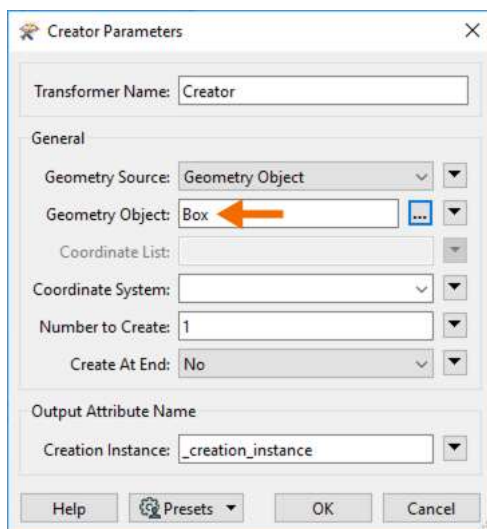 Creator Parameters
Transformer Name: Creator
General
Geometry Source: Geometry Object
Geometry Object: Box ...
Coordinate List:
Coordinate System:
Number to Create: 1
Create At End: No
Output Attribute Name
Creation Instance: _creation_instance
Help Presets OK Cancel